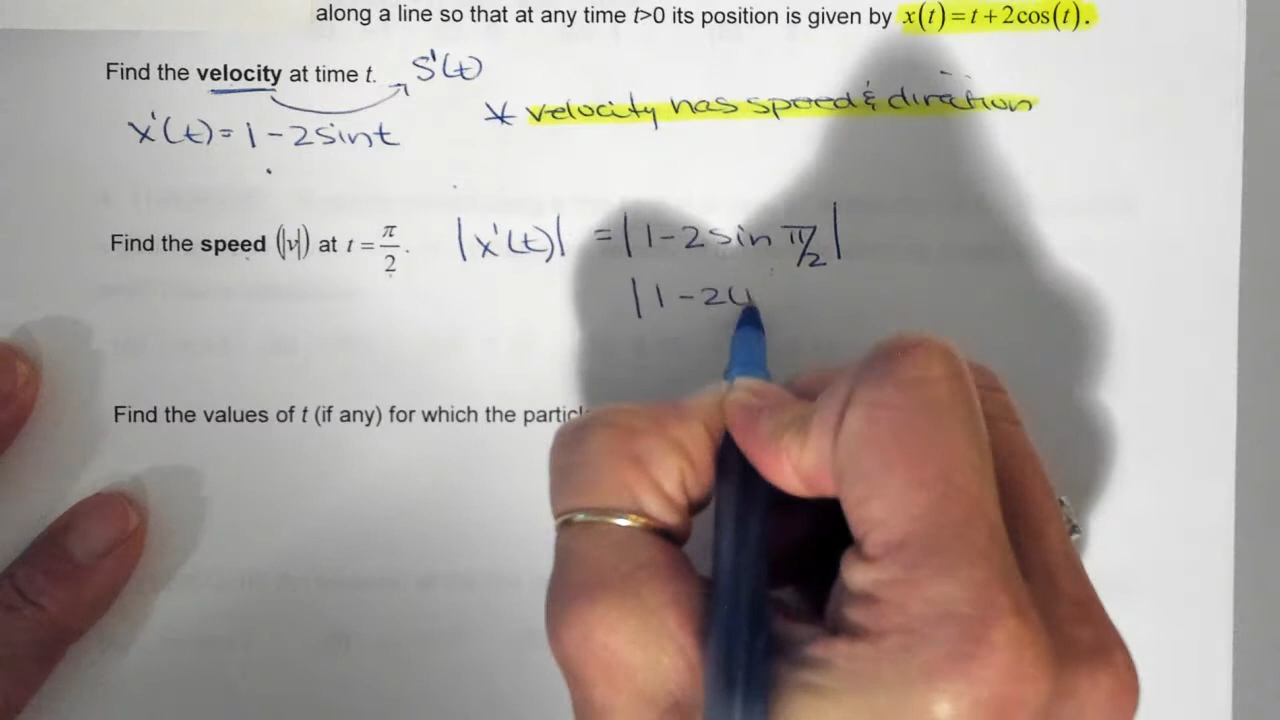 along a line so that at any time t>0 its position is given by x(t)=t+2cos(t).
Find the velocity at time t. S'(t)
* velocity has speed & direction
x'(t)=1-2sint
Find the speed (|v|) at t = π/2. |x'(t)| = |1-2sin π/2|
|1-2
Find the values of t (if any) for which the